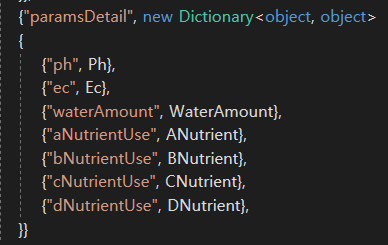 {"paramsDetail", new Dictionary<object, object>
{
{"ph", Ph},
{"ec", Ec},
{"waterAmount", WaterAmount},
{"aNutrientUse", ANutrient},
{"bNutrientUse", BNutrient},
{"cNutrientUse", CNutrient},
{"dNutrientUse", DNutrient},
}}